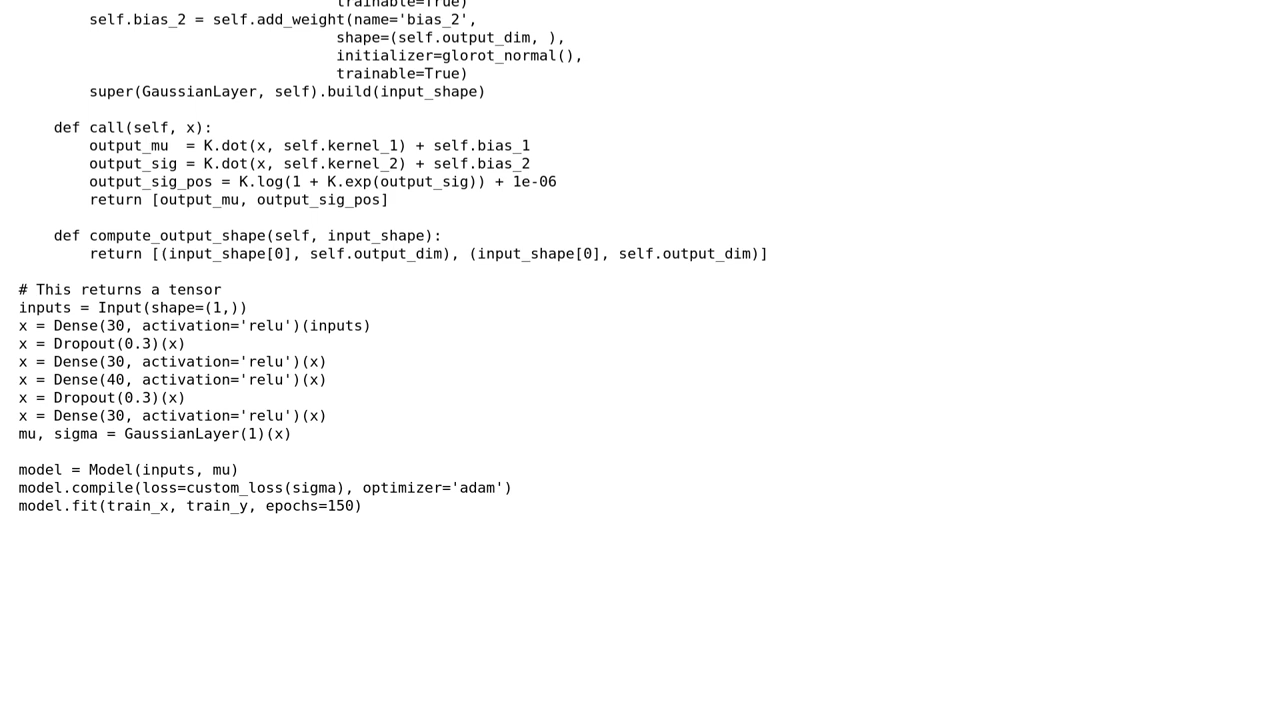 trainable=True)
        self.bias_2 = self.add_weight(name='bias_2',
                                    shape=(self.output_dim, ),
                                    initializer=glorot_normal(),
                                    trainable=True)
        super(GaussianLayer, self).build(input_shape)

    def call(self, x):
        output_mu  = K.dot(x, self.kernel_1) + self.bias_1
        output_sig = K.dot(x, self.kernel_2) + self.bias_2
        output_sig_pos = K.log(1 + K.exp(output_sig)) + 1e-06
        return [output_mu, output_sig_pos]

    def compute_output_shape(self, input_shape):
        return [(input_shape[0], self.output_dim), (input_shape[0], self.output_dim)]

# This returns a tensor
inputs = Input(shape=(1,))
x = Dense(30, activation='relu')(inputs)
x = Dropout(0.3)(x)
x = Dense(30, activation='relu')(x)
x = Dense(40, activation='relu')(x)
x = Dropout(0.3)(x)
x = Dense(30, activation='relu')(x)
mu, sigma = GaussianLayer(1)(x)

model = Model(inputs, mu)
model.compile(loss=custom_loss(sigma), optimizer='adam')
model.fit(train_x, train_y, epochs=150)